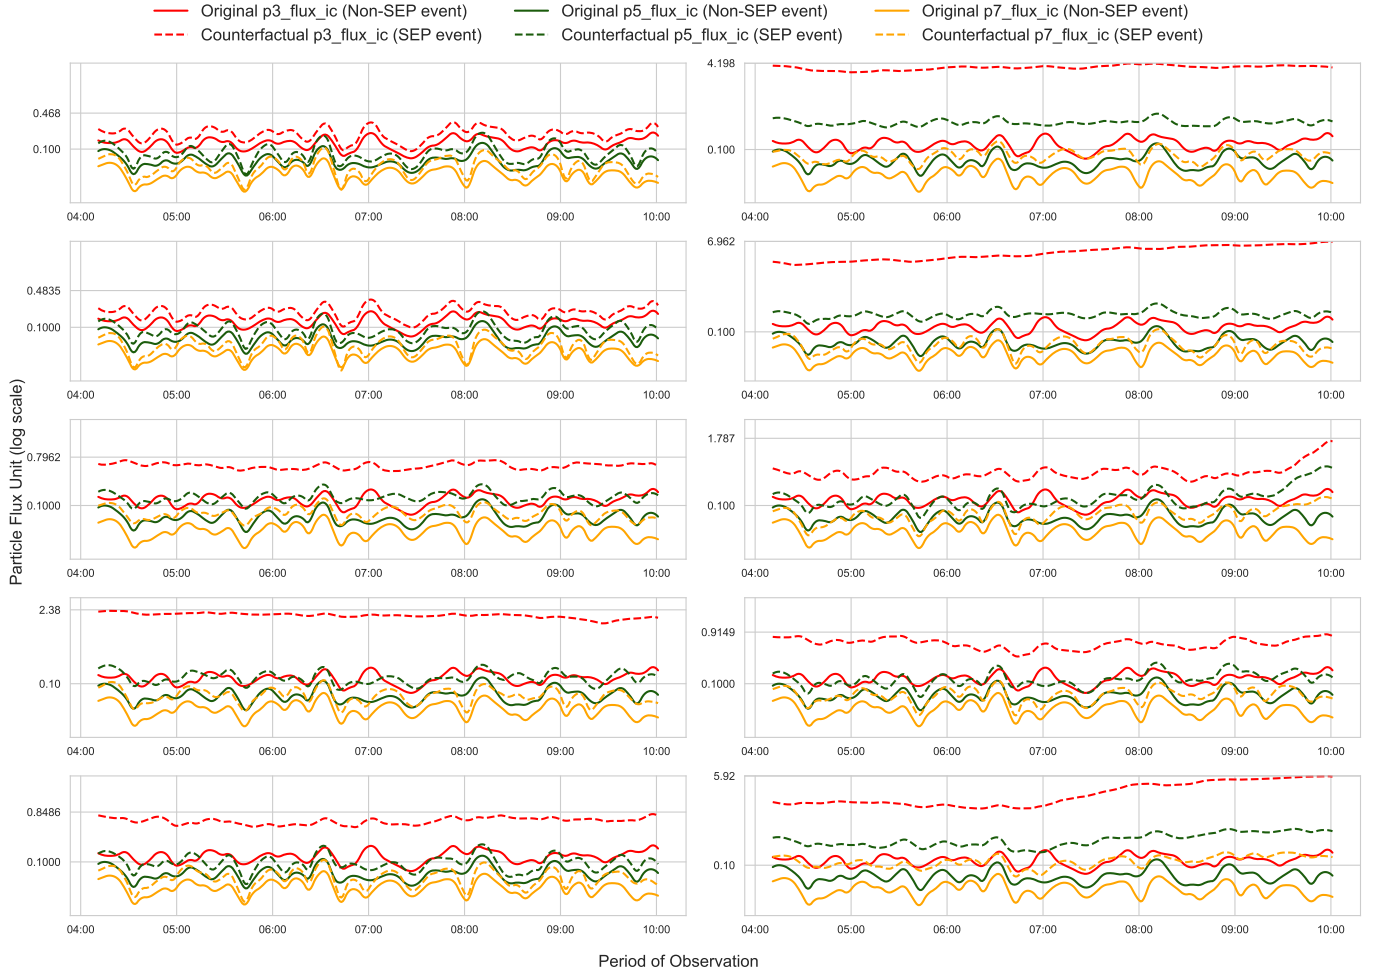 Original p3_flux_ic (Non-SEP event) Original p5_flux_ic (Non-SEP event) Original p7_flux_ic (Non-SEP event)
Counterfactual p3_flux_ic (SEP event) Counterfactual p5_flux_ic (SEP event) Counterfactual p7_flux_ic (SEP event)
Particle Flux Unit (log scale)
0.468
0.100
04:00 05:00 06:00 07:00 08:00 09:00 10:00
4.198
0.100
04:00 05:00 06:00 07:00 08:00 09:00 10:00
0.4835
0.1000
04:00 05:00 06:00 07:00 08:00 09:00 10:00
6.962
0.100
04:00 05:00 06:00 07:00 08:00 09:00 10:00
0.7962
0.1000
04:00 05:00 06:00 07:00 08:00 09:00 10:00
1.787
0.100
04:00 05:00 06:00 07:00 08:00 09:00 10:00
2.38
0.10
04:00 05:00 06:00 07:00 08:00 09:00 10:00
0.9149
0.1000
04:00 05:00 06:00 07:00 08:00 09:00 10:00
0.8486
0.1000
04:00 05:00 06:00 07:00 08:00 09:00 10:00
5.92
0.10
04:00 05:00 06:00 07:00 08:00 09:00 10:00
Period of Observation